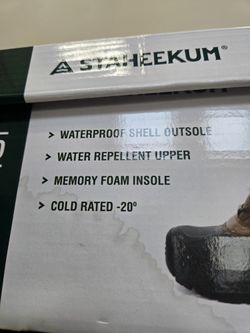 STAHEEKUM®
> WATERPROOF SHELL OUTSOLE
> WATER REPELLENT UPPER
> MEMORY FOAM INSOLE
> COLD RATED -20°